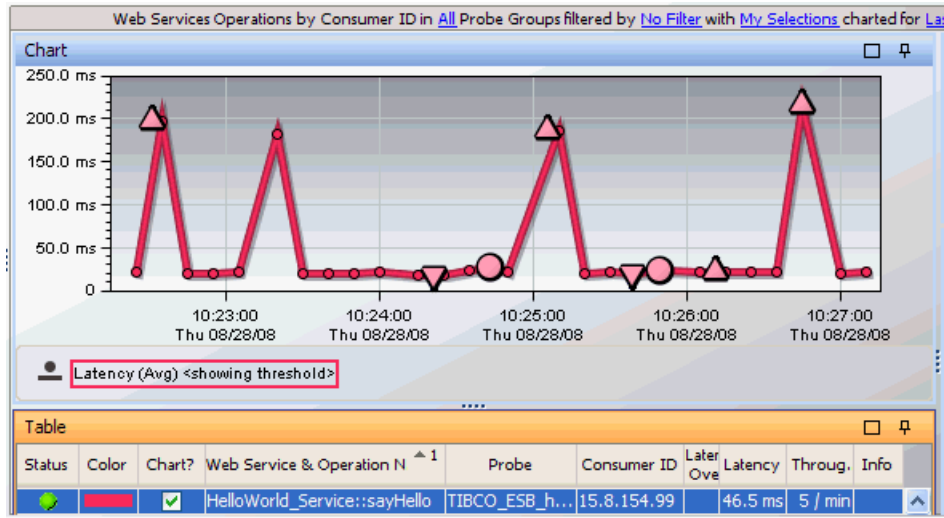 Web Services Operations by Consumer ID in All Probe Groups filtered by No Filter with My Selections charted for
Chart
250.0 ms
200.0 ms
150.0 ms
100.0 ms
50.0 ms
0
10:23:00 10:24:00 10:25:00 10:26:00 10:27:00
Thu 08/28/08 Thu 08/28/08 Thu 08/28/08 Thu 08/28/08 Thu 08/28/08
Latency (Avg) <showing threshold>
Table
Status Color Chart? Web Service & Operation N 1 Probe Consumer ID Later Ove Latency Throug. Info
HelloWorld_Service::sayHello TIBCO_ESB_h... 15.8.154.99 46.5 ms 5 / min